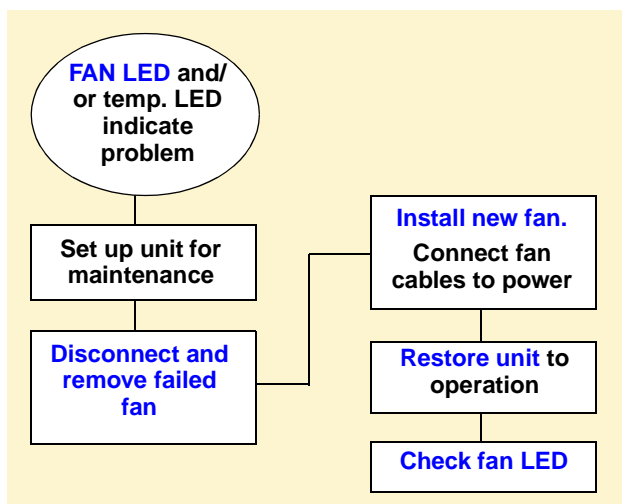 FAN LED and/
or temp. LED
indicate
problem
Set up unit for
maintenance
Disconnect and
remove failed
fan
Install new fan.
Connect fan
cables to power
Restore unit to
operation
Check fan LED